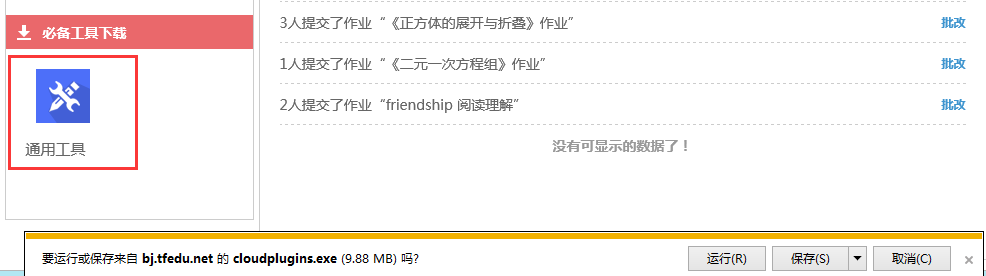 必备工具下载
通用工具
3人提交了作业“《正方体的展开与折叠》作业” 批改
1人提交了作业“《二元一次方程组》作业” 批改
2人提交了作业“friendship 阅读理解” 批改
没有可显示的数据了！
要运行或保存来自 bj.tfedu.net 的 cloudplugins.exe (9.88 MB) 吗? 运行(R) 保存(S) 取消(C)